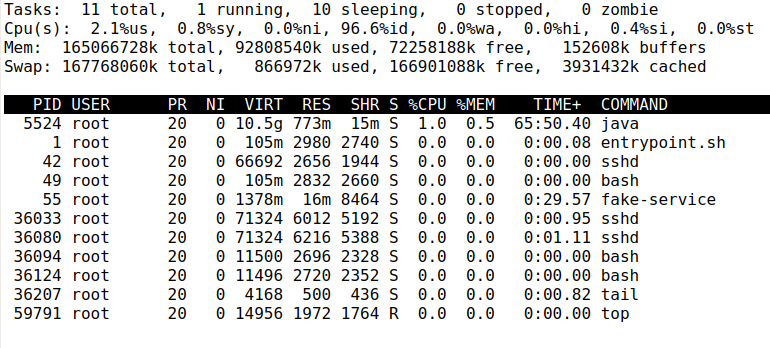 Tasks:  11 total,   1 running,  10 sleeping,   0 stopped,   0 zombie
Cpu(s):  2.1%us,  0.8%sy,  0.0%ni, 96.6%id,  0.0%wa,  0.0%hi,  0.4%si,  0.0%st
Mem:  165066728k total, 92808540k used, 72258188k free,   152608k buffers
Swap: 167768060k total,   866972k used, 166901088k free,  3931432k cached
   PID USER      PR  NI  VIRT  RES  SHR S %CPU %MEM    TIME+  COMMAND
  5524 root      20   0 10.5g 773m  15m S  1.0  0.5  65:50.40 java
     1 root      20   0  105m 2980 2740 S  0.0  0.0   0:00.08 entrypoint.sh
    42 root      20   0 66692 2656 1944 S  0.0  0.0   0:00.00 sshd
    49 root      20   0  105m 2832 2660 S  0.0  0.0   0:00.00 bash
    55 root      20   0 1378m  16m 8464 S  0.0  0.0   0:29.57 fake-service
 36033 root      20   0 71324 6012 5192 S  0.0  0.0   0:00.95 sshd
 36080 root      20   0 71324 6216 5388 S  0.0  0.0   0:01.11 sshd
 36094 root      20   0 11500 2696 2328 S  0.0  0.0   0:00.00 bash
 36124 root      20   0 11496 2720 2352 S  0.0  0.0   0:00.00 bash
 36207 root      20   0  4168  500  436 S  0.0  0.0   0:00.82 tail
 59791 root      20   0 14956 1972 1764 R  0.0  0.0   0:00.00 top